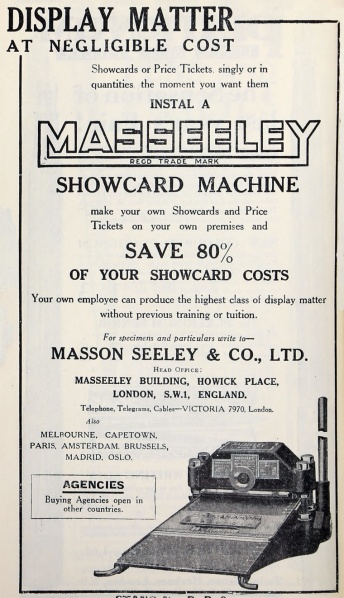 DISPLAY MATTER
AT NEGLIGIBLE COST
Showcards or Price Tickets, singly or in
quantities the moment you want them
INSTAL A
MASSEELEY
REGD TRADE MARK
SHOWCARD MACHINE
make your own Showcards and Price
Tickets on your own premises and
SAVE 80%
OF YOUR SHOWCARD COSTS
Your own employee can produce the highest class of display matter
without previous training or tuition.
For specimens and particulars write to—
MASSON SEELEY & CO., LTD.
HEAD OFFICE:
MASSEELEY BUILDING, HOWICK PLACE,
LONDON, S.W.1, ENGLAND.
Telephone, Telegrams, Cables—VICTORIA 7970, London.
Also
MELBOURNE, CAPETOWN,
PARIS, AMSTERDAM, BRUSSELS,
MADRID, OSLO.
AGENCIES
Buying Agencies open in
other countries.